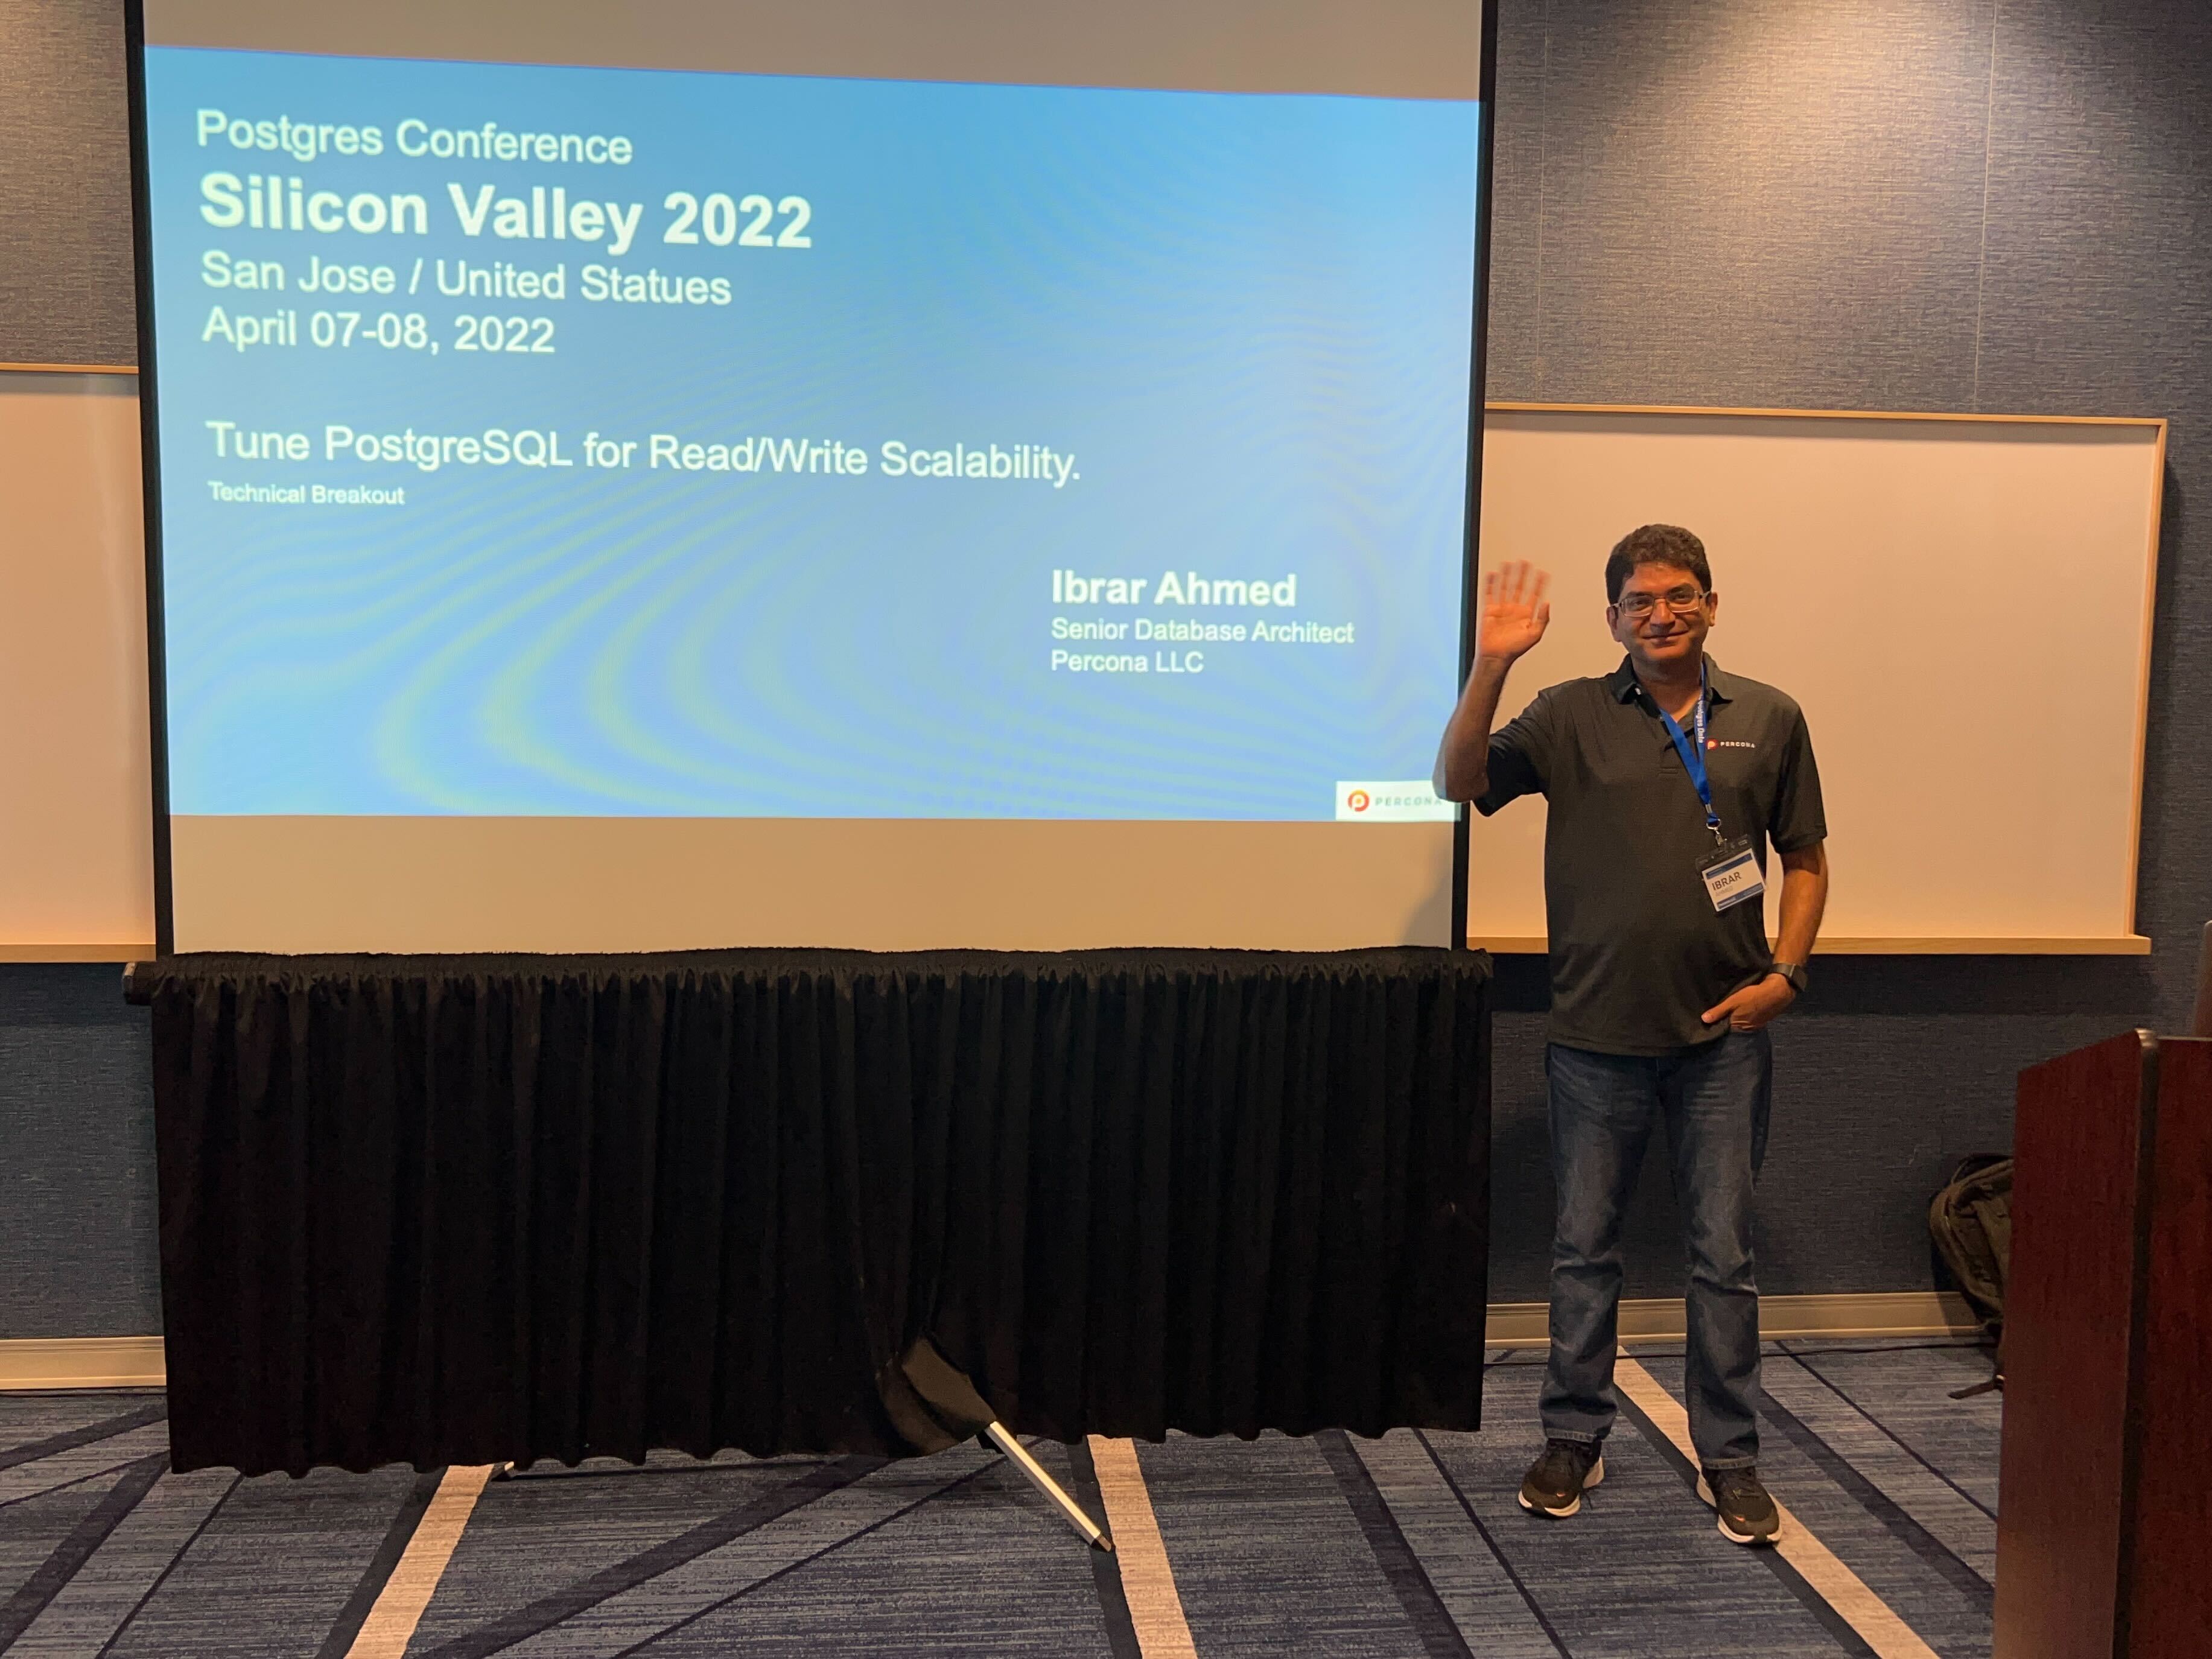 Postgres Conference
Silicon Valley 2022
San Jose / United Statues
April 07-08, 2022
Tune PostgreSQL for Read/Write Scalability.
Technical Breakout
Ibrar Ahmed
Senior Database Architect
Percona LLC
PERCONA
PERCONA
IBRAR